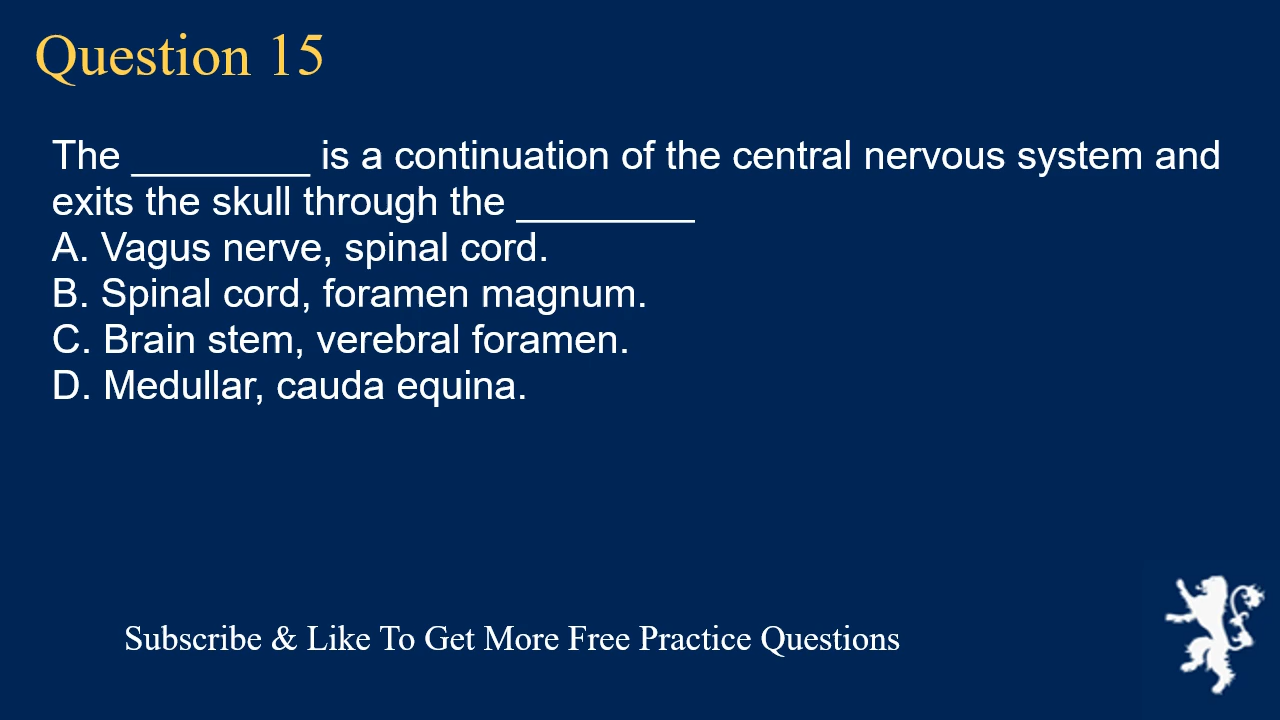 Question 15
The ________ is a continuation of the central nervous system and
exits the skull through the ________
A. Vagus nerve, spinal cord.
B. Spinal cord, foramen magnum.
C. Brain stem, verebral foramen.
D. Medullar, cauda equina.
Subscribe & Like To Get More Free Practice Questions